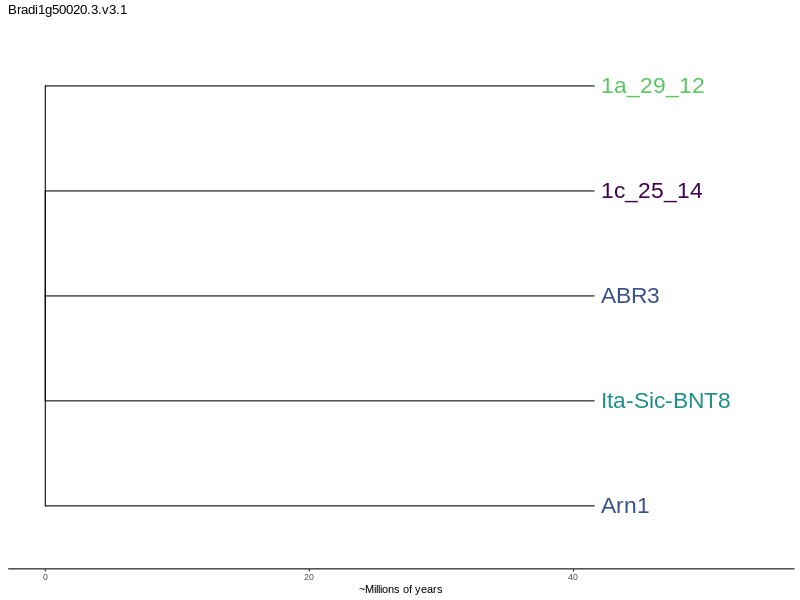 Bradi1g50020.3.v3.1
1a_29_12
1c_25_14
ABR3
Ita-Sic-BNT8
Arn1
0 20 40
~Millions of years